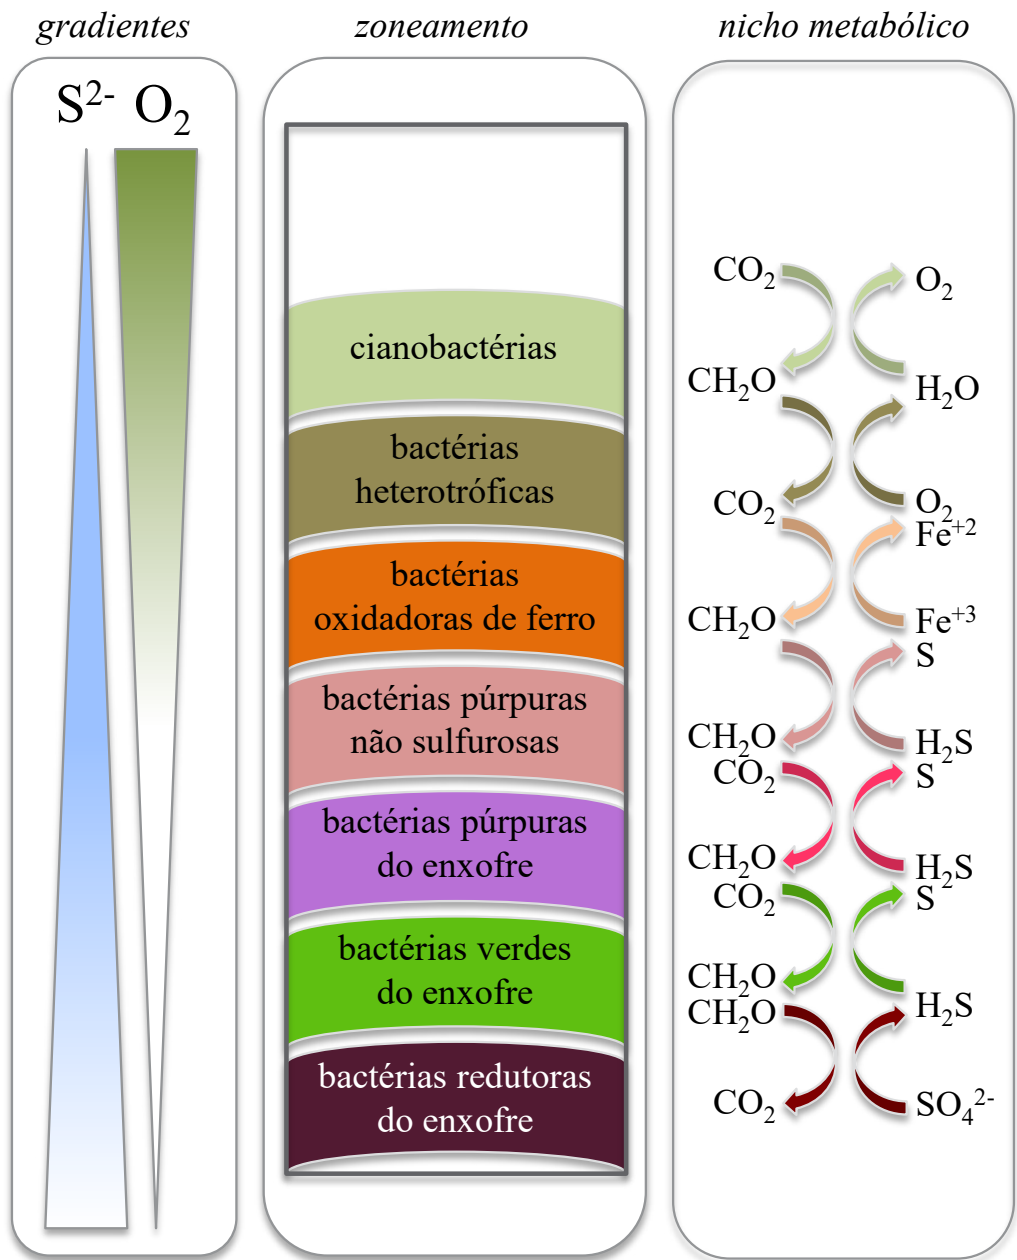 gradientes
S²⁻ O₂
zoneamento
cianobactérias
bactérias
heterotróficas
bactérias
oxidadoras de ferro
bactérias púrpuras
não sulfurosas
bactérias púrpuras
do enxofre
bactérias verdes
do enxofre
bactérias redutoras
do enxofre
nicho metabólico
CO₂ O₂
CH₂O H₂O
CO₂ O₂
Fe⁺²
CH₂O Fe⁺³
S
CH₂O H₂S
CO₂ S
CH₂O H₂S
CO₂ S
CH₂O
CH₂O H₂S
CO₂ SO₄²⁻